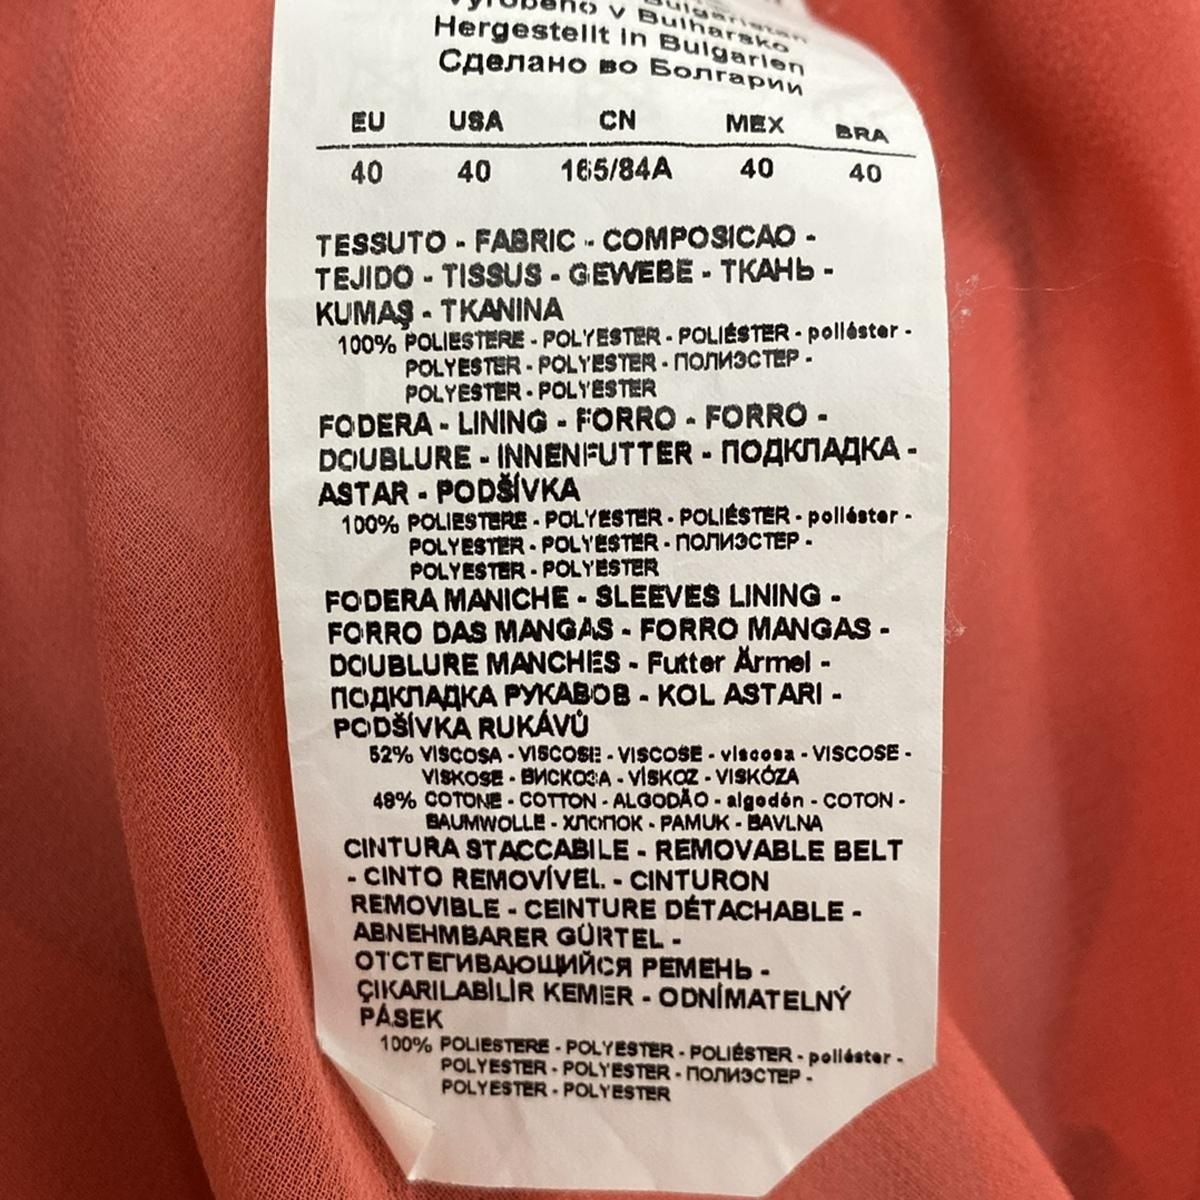 Vyrobeno v Bulharsko
Hergestellt in Bulgarien
Сделано во Болгарии
EU USA CN MEX BRA
40 40 165/84A 40 40
TESSUTO - FABRIC - COMPOSICAO -
TEJIDO - TISSUS - GEWEBE - ТКАНЬ -
KUMAŞ - TKANINA
100% POLIESTERE - POLYESTER - POLIÉSTER - poliéster -
POLYESTER - POLYESTER - ПОЛИЭСТЕР -
POLYESTER - POLYESTER
FODERA - LINING - FORRO - FORRO -
DOUBLURE - INNENFUTTER - ПОДКЛАДКА -
ASTAR - PODŠÍVKA
100% POLIESTERE - POLYESTER - POLIÉSTER - poliéster -
POLYESTER - POLYESTER - ПОЛИЭСТЕР -
POLYESTER - POLYESTER
FODERA MANICHE - SLEEVES LINING -
FORRO DAS MANGAS - FORRO MANGAS -
DOUBLURE MANCHES - Futter Ärmel -
ПОДКЛАДКА РУКАВОВ - KOL ASTARI -
PODŠÍVKA RUKÁVŮ
52% VISCOSA - VISCOSE - VISCOSE - viscosa - VISCOSE -
VISKOSE - ВИСКОЗА - VİSKOZ - VISKÓZA
48% COTONE - COTTON - ALGODÃO - algodón - COTON -
BAUMWOLLE - ХЛОПОК - PAMUK - BAVLNA
CINTURA STACCABILE - REMOVABLE BELT
- CINTO REMOVÍVEL - CINTURON
REMOVIBLE - CEINTURE DÉTACHABLE -
ABNEHMBARER GÜRTEL -
ОТСТЕГИВАЮЩИЙСЯ РЕМЕНЬ -
ÇIKARILABİLİR KEMER - ODNÍMATELNÝ
PÁSEK
100% POLIESTERE - POLYESTER - POLIÉSTER - poliéster -
POLYESTER - POLYESTER - ПОЛИЭСТЕР -
POLYESTER - POLYESTER